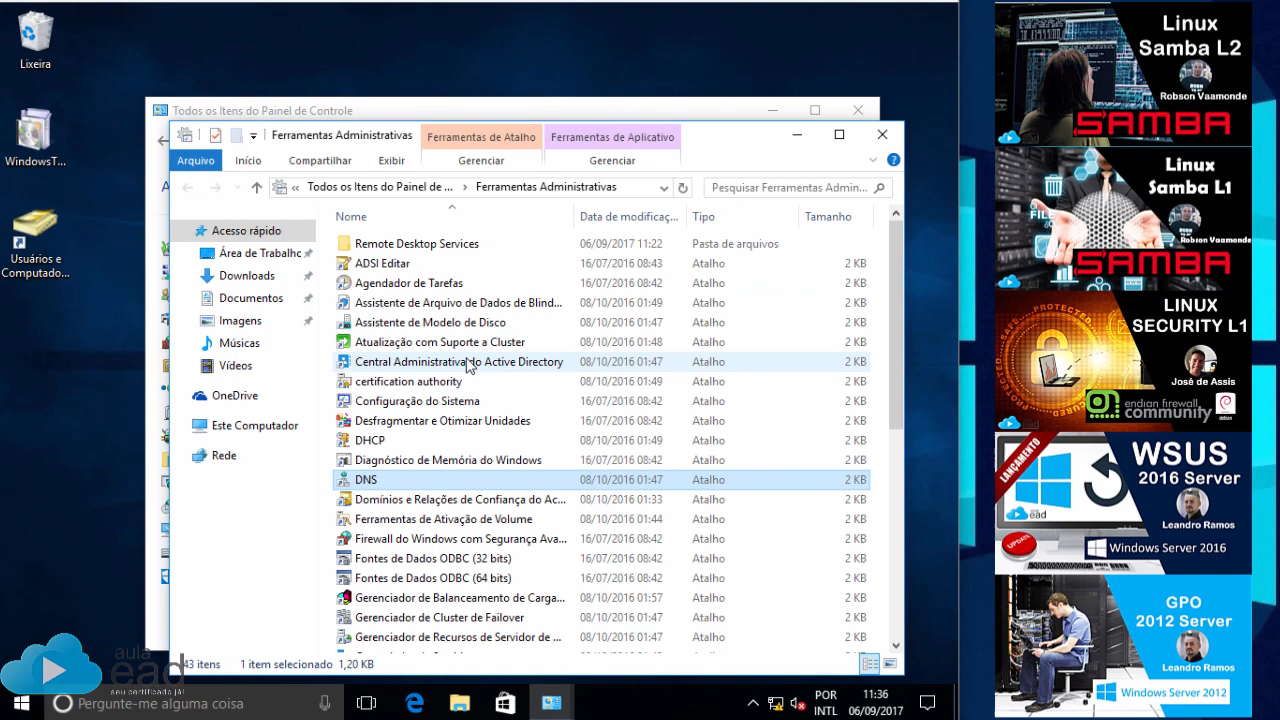 Lixeira
WindowsT...
Usuários e
Computado...
Todos os Itens do Painel de Controle
Ferramentas Administrativas
Ferramentas de Atalho
Ferramentas de Aplicativo
Arquivo
Início
Compartilhar
Exibir
Gerenciar
Gerenciar
Todos os itens do Painel de ...
Ferramentas Administrativas
Pesquisar Ferramentas Admin...
Acesso rápido
Área de Trabalhc
Downloads
Documentos
Imagens
Músicas
Vídeos
OneDrive
Este Computador
Rede
Nome Data de modificaç... Tipo Tamanho
Remote Desktop Services 06/09/2017 11:22 Pasta de arquivos
ADSI Editar 16/07/2016 08:43 Atalho 2 KB
Agendador de Tarefas 16/07/2016 08:42 Atalho 2 KB
Assistente de Arquivo de Dados de Blind... 08/10/2016 01:49 Atalho 2 KB
Assistente de Modelo de Disco 08/10/2016 01:47 Atalho 2 KB
Atualização com Suporte a Cluster 08/10/2016 01:48 Atalho 2 KB
Central Administrativa do Active Director 08/10/2016 01:47 Atalho 2 KB
certification authority 08/10/2016 01:49 Atalho 2 KB
Configuração do Sistema 16/07/2016 08:42 Atalho 2 KB
Desfragmentar e Otimizar Unidades 16/07/2016 08:42 Atalho 2 KB
DHCP 08/10/2016 01:49 Atalho 2 KB
Diagnóstico de Memória do Windows 16/07/2016 08:42 Atalho 2 KB
DNS 08/10/2016 01:47 Atalho 2 KB
Domínios e Relações de Confiança do Ac... 08/10/2016 01:33 Atalho 2 KB
Ferramentas de Ativação de Volume 08/10/2016 01:44 Atalho 2 KB
Firewall do Windows com Segurança Ava... 16/07/2016 08:42 Atalho 2 KB
Fontes de Dados ODBC (32 bits) 16/07/2016 08:42 Atalho 2 KB
Fontes de Dados ODBC (64 bits) 16/07/2016 08:42 Atalho 2 KB
Gerenciador de Balanceamento de Carga... 08/10/2016 01:57 Atalho 2 KB
Gerenciador de Cluster de Failover 08/10/2016 01:47 Atalho 2 KB
Gerenciador de Recursos de Servidor de ... 08/10/2016 01:47 Atalho 2 KB
43 itens 1 item selecionado 1,20 KB
aula
ead
seu certificado já!
Pergunte-me alguma coisa
POR
INTL
11:36
06/09/2017
Linux
Samba L2
Robson Vaamonde
SAMBA
ead
Linux
Samba L1
FILE
Robson Vaamonde
SAMBA
ead
LINUX
SECURITY L1
José de Assis
endian firewall
community
debian
ead
LANÇAMENTO
WSUS
2016 Server
ead
Leandro Ramos
UPDATE
Windows Server 2016
GPO
2012 Server
Leandro Ramos
Windows Server 2012
ead